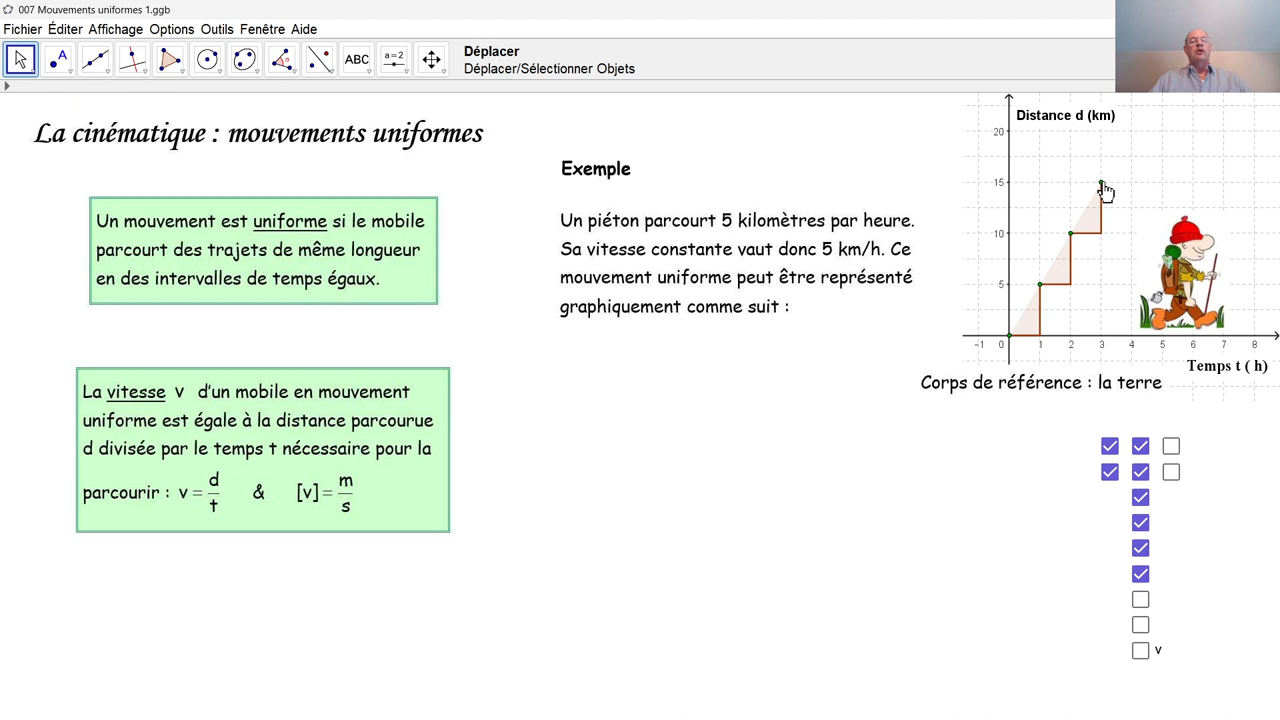 007 Mouvements uniformes 1.ggb
Fichier Éditer Affichage Options Outils Fenêtre Aide
A
ABC
a=2
Déplacer
Déplacer/Sélectionner Objets
La cinématique : mouvements uniformes
Un mouvement est uniforme si le mobile
parcourt des trajets de même longueur
en des intervalles de temps égaux.
La vitesse v d'un mobile en mouvement
uniforme est égale à la distance parcourue
d divisée par le temps t nécessaire pour la
parcourir : v = d/t & [v] = m/s
Exemple
Un piéton parcourt 5 kilomètres par heure.
Sa vitesse constante vaut donc 5 km/h. Ce
mouvement uniforme peut être représenté
graphiquement comme suit :
Distance d (km)
20
15
10
5
−1 0 1 2 3 4 5 6 7 8
Temps t ( h)
Corps de référence : la terre
v